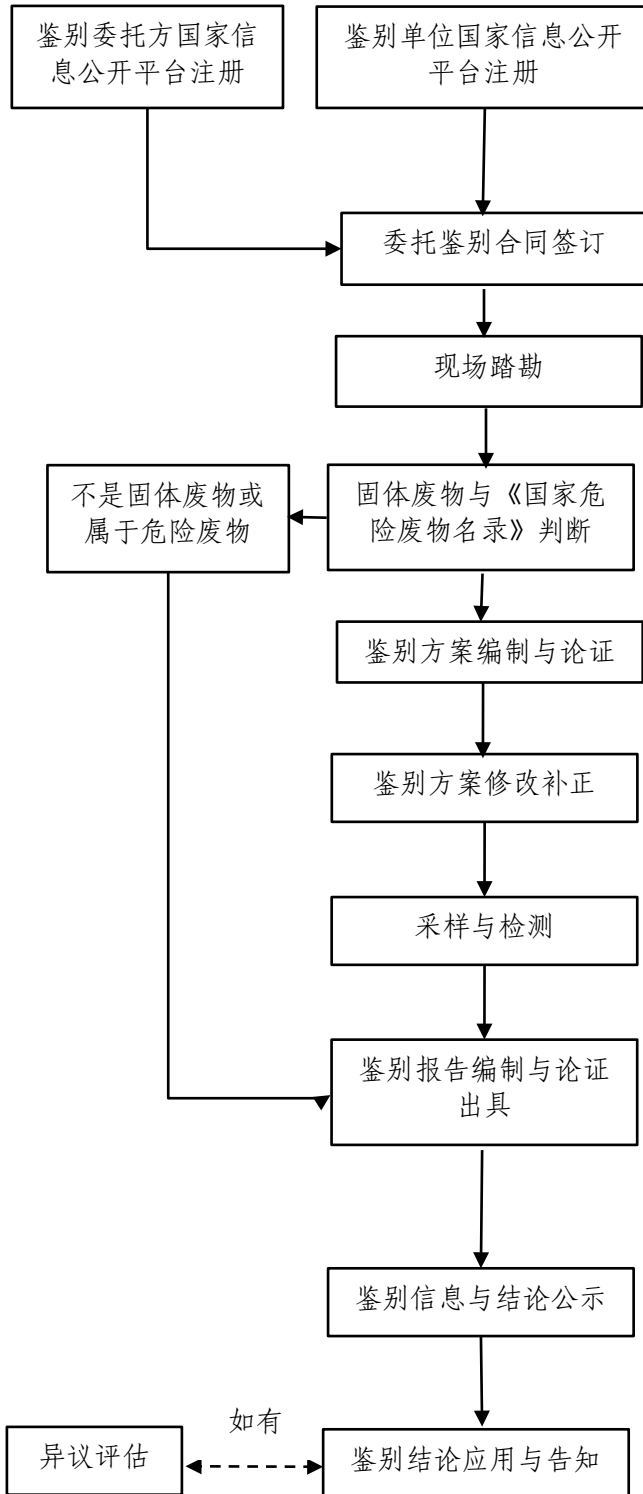 鉴别委托方国家信
息公开平台注册
鉴别单位国家信息公开
平台注册
委托鉴别合同签订
现场踏勘
不是固体废物或
属于危险废物
固体废物与《国家危
险废物名录》判断
鉴别方案编制与论证
鉴别方案修改补正
采样与检测
鉴别报告编制与论证
出具
鉴别信息与结论公示
如有
异议评估
鉴别结论应用与告知